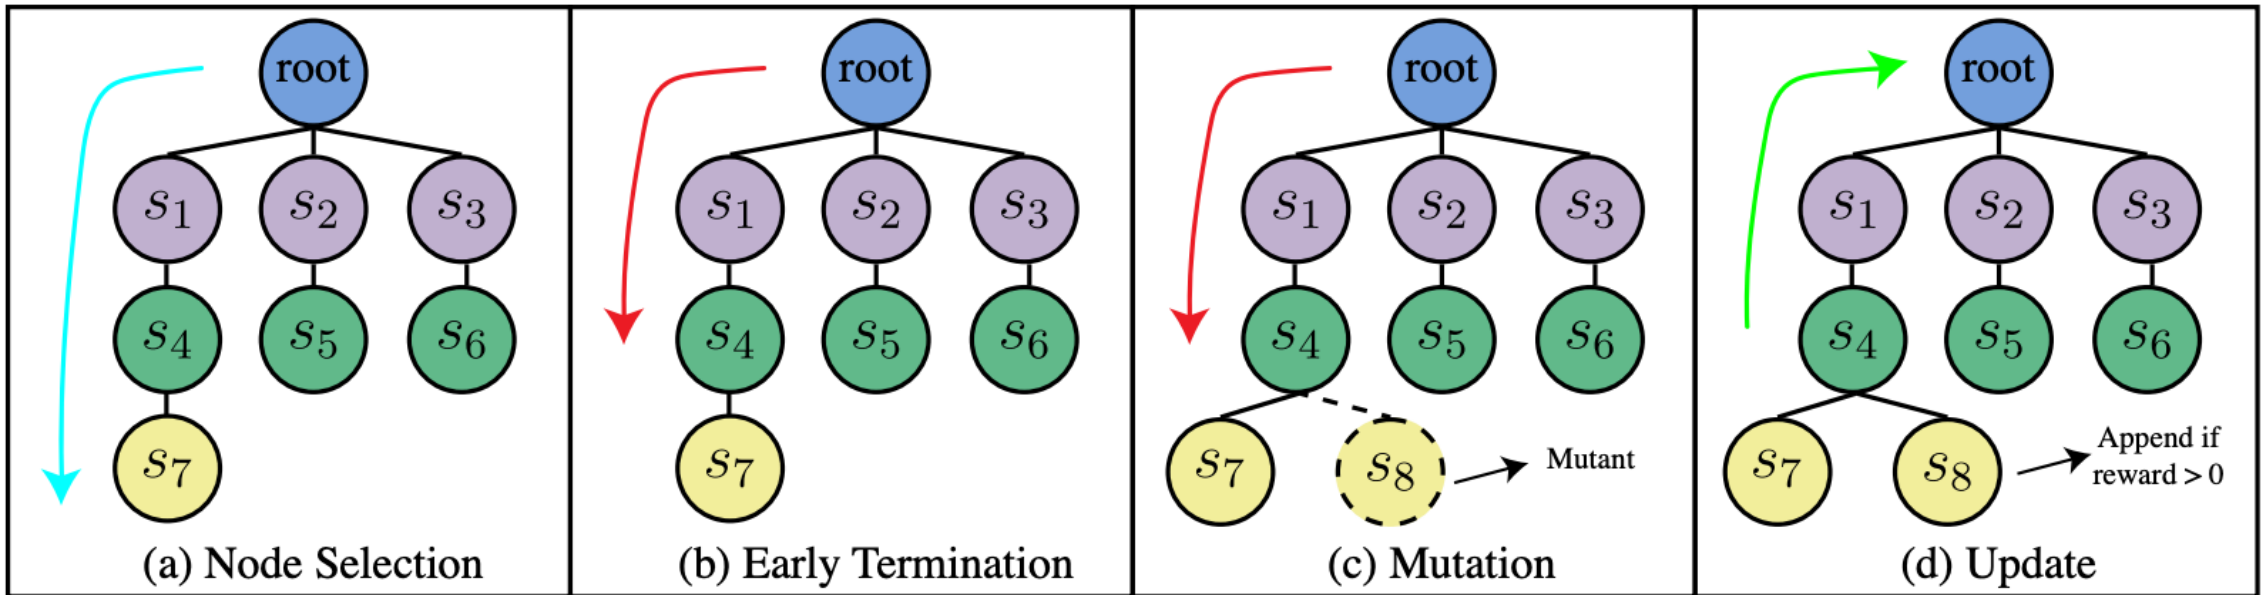 root
s1 s2 s3
s4 s5 s6
s7
(a) Node Selection
root
s1 s2 s3
s4 s5 s6
s7
(b) Early Termination
root
s1 s2 s3
s4 s5 s6
s7 s8 Mutant
(c) Mutation
root
s1 s2 s3
s4 s5 s6
s7 s8
Append if
reward > 0
(d) Update